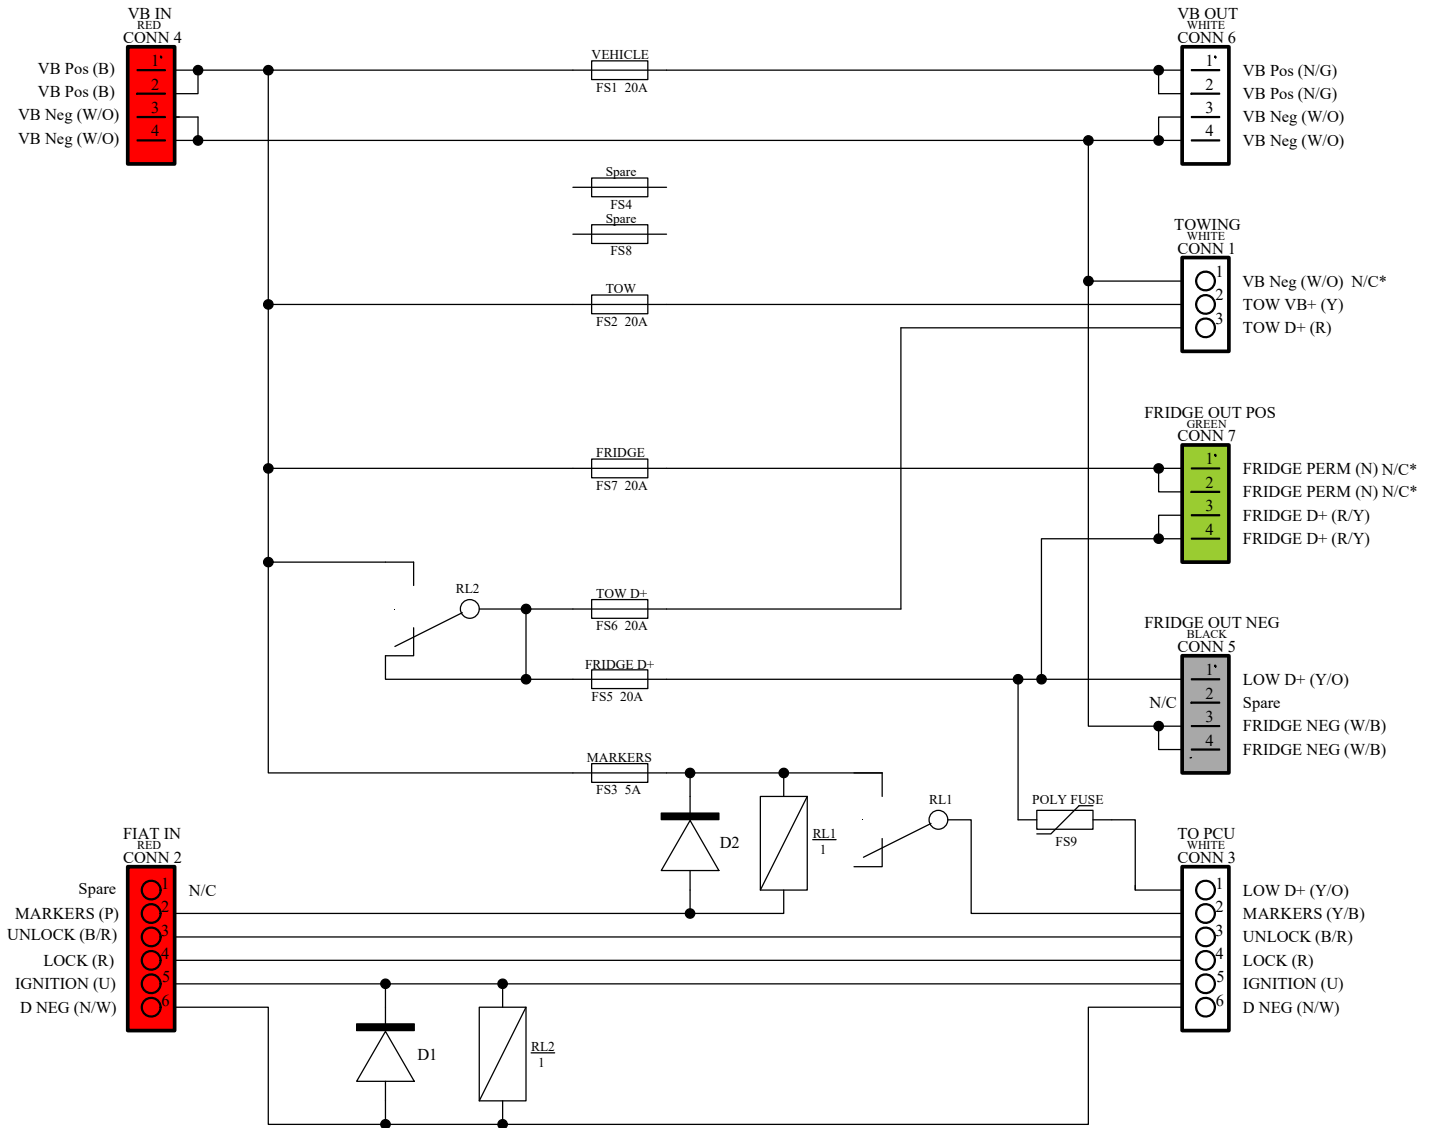 VB IN
RED
CONN 4
VB Pos (B) 1
VB Pos (B) 2
VB Neg (W/O) 3
VB Neg (W/O) 4
VEHICLE
FS1 20A
VB OUT
WHITE
CONN 6
1 VB Pos (N/G)
2 VB Pos (N/G)
3 VB Neg (W/O)
4 VB Neg (W/O)
Spare
FS4
Spare
FS8
TOWING
WHITE
CONN 1
1 VB Neg (W/O) N/C*
2 TOW VB+ (Y)
3 TOW D+ (R)
TOW
FS2 20A
FRIDGE OUT POS
GREEN
CONN 7
1 FRIDGE PERM (N) N/C*
2 FRIDGE PERM (N) N/C*
3 FRIDGE D+ (R/Y)
4 FRIDGE D+ (R/Y)
FRIDGE
FS7 20A
RL2
TOW D+
FS6 20A
FRIDGE D+
FS5 20A
FRIDGE OUT NEG
BLACK
CONN 5
1 LOW D+ (Y/O)
N/C 2 Spare
3 FRIDGE NEG (W/B)
4 FRIDGE NEG (W/B)
MARKERS
FS3 5A
D2
RL1
1
RL1
POLY FUSE
FS9
FIAT IN
RED
CONN 2
Spare 1 N/C
MARKERS (P) 2
UNLOCK (B/R) 3
LOCK (R) 4
IGNITION (U) 5
D NEG (N/W) 6
TO PCU
WHITE
CONN 3
1 LOW D+ (Y/O)
2 MARKERS (Y/B)
3 UNLOCK (B/R)
4 LOCK (R)
5 IGNITION (U)
6 D NEG (N/W)
D1
RL2
1